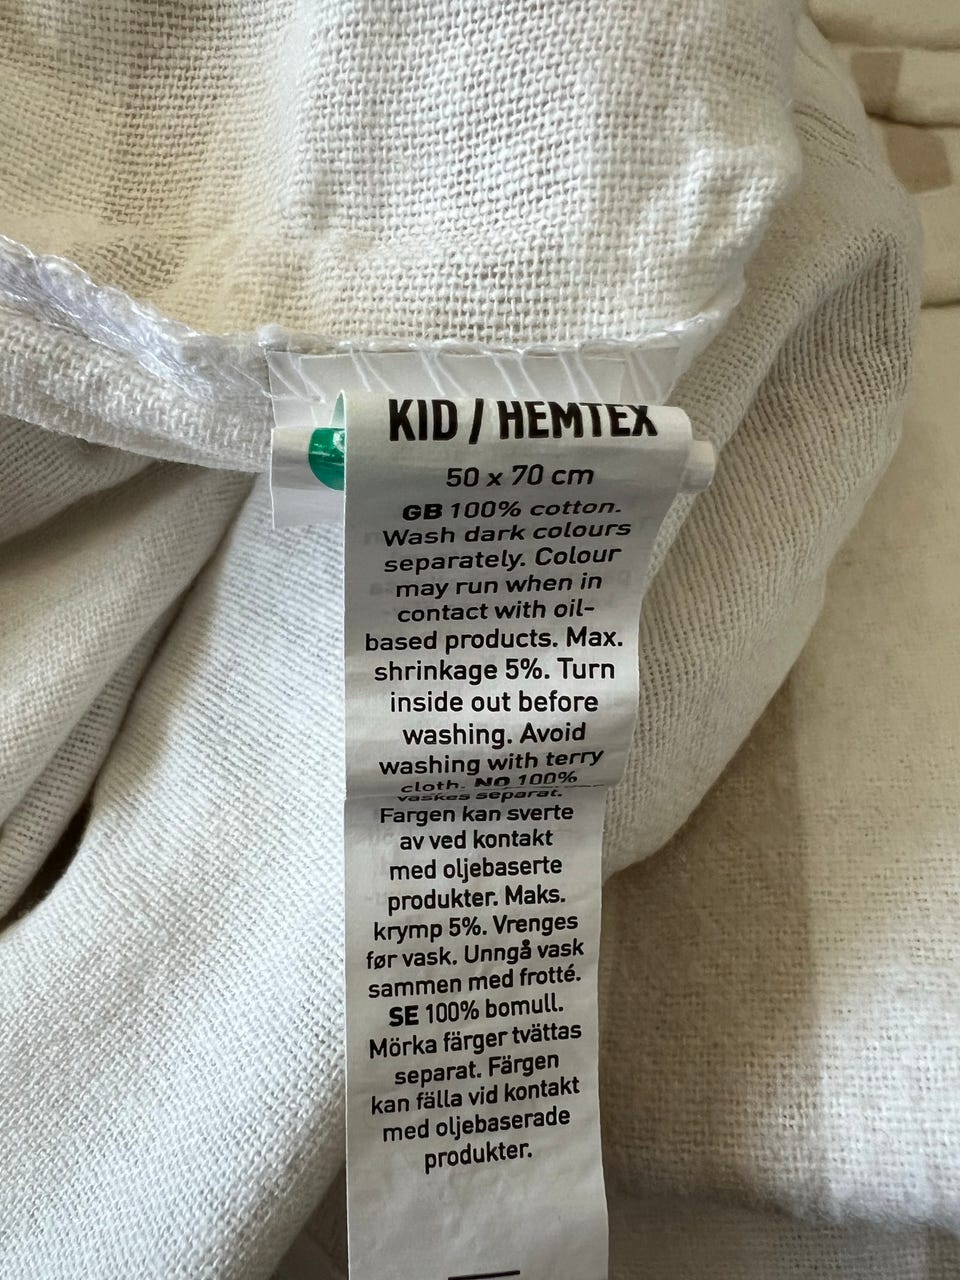 KID / HEMTEX
50 x 70 cm
GB 100% cotton.
Wash dark colours
separately. Colour
may run when in
contact with oil-
based products. Max.
shrinkage 5%. Turn
inside out before
washing. Avoid
washing with terry
cloth. NO 100%
vaskes separat.
Fargen kan sverte
av ved kontakt
med oljebaserte
produkter. Maks.
krymp 5%. Vrenges
før vask. Unngå vask
sammen med frotté.
SE 100% bomull.
Mörka färger tvättas
separat. Färgen
kan fälla vid kontakt
med oljebaserade
produkter.